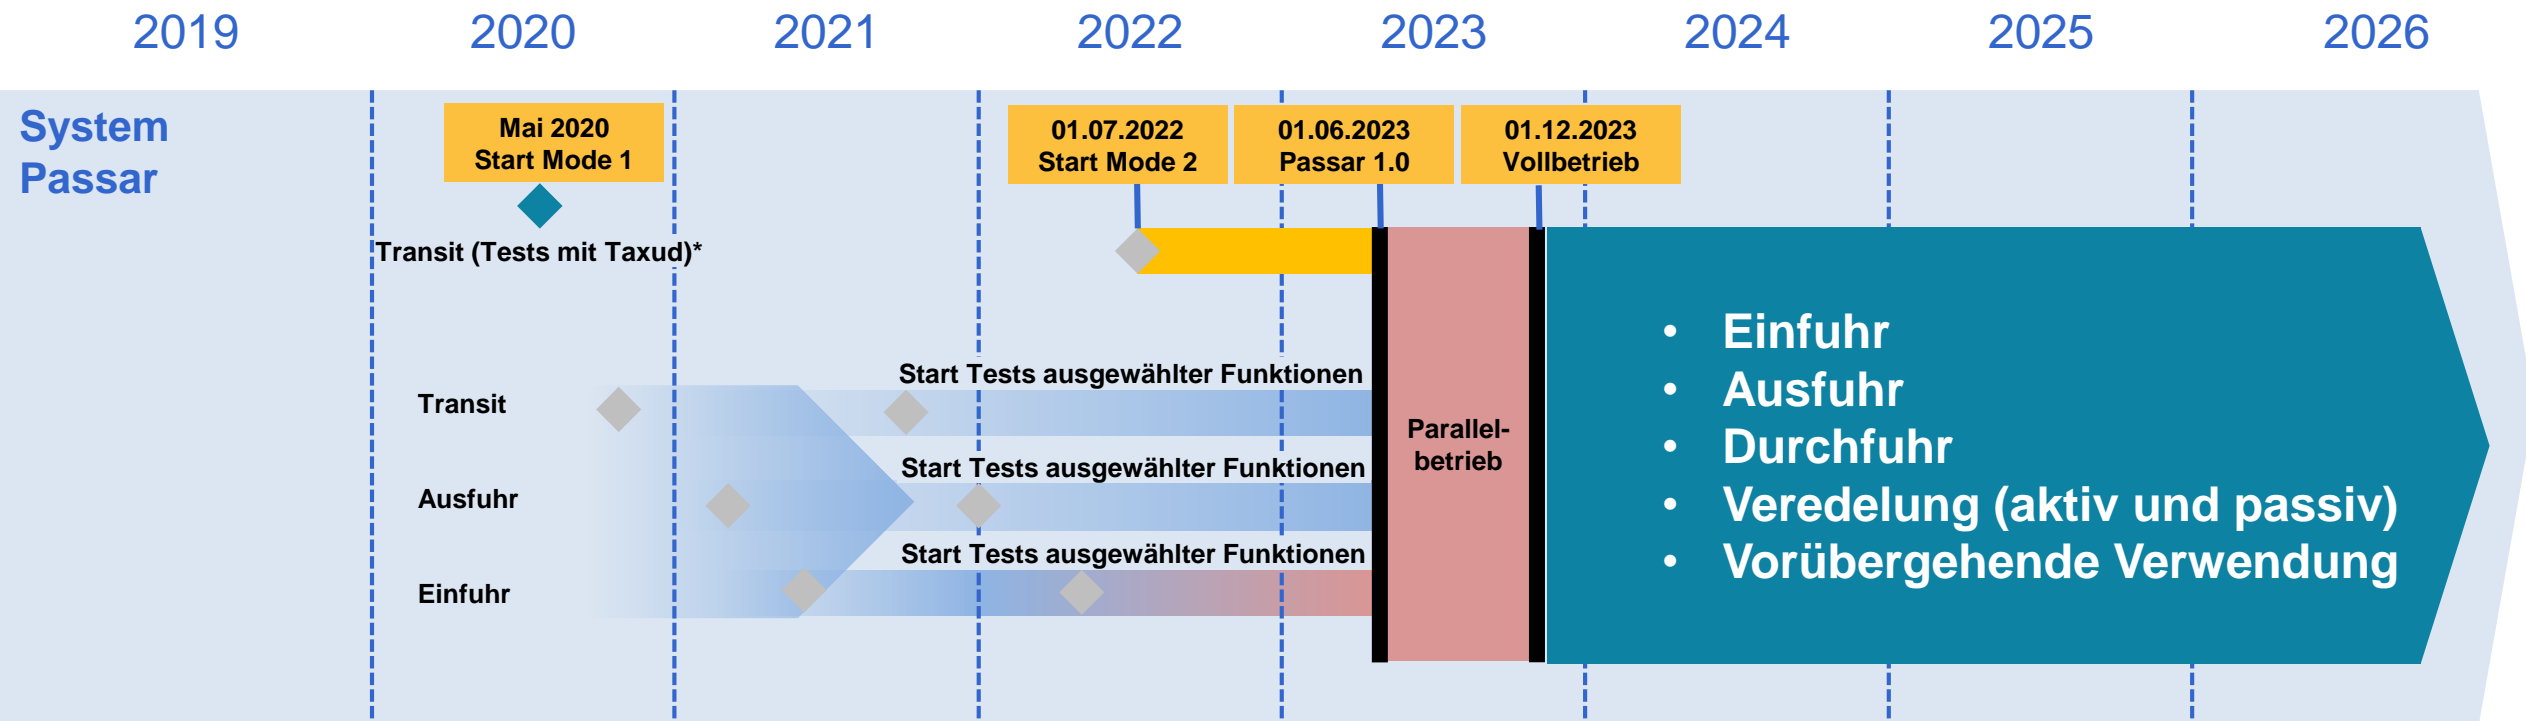 2019 2020 2021 2022 2023 2024 2025 2026
System
Passar
Mai 2020
Start Mode 1
01.07.2022
Start Mode 2
01.06.2023
Passar 1.0
01.12.2023
Vollbetrieb
Transit (Tests mit Taxud)*
Start Tests ausgewählter Funktionen
Transit
Start Tests ausgewählter Funktionen
Ausfuhr
Start Tests ausgewählter Funktionen
Einfuhr
Parallel-
betrieb
• Einfuhr
• Ausfuhr
• Durchfuhr
• Veredelung (aktiv und passiv)
• Vorübergehende Verwendung